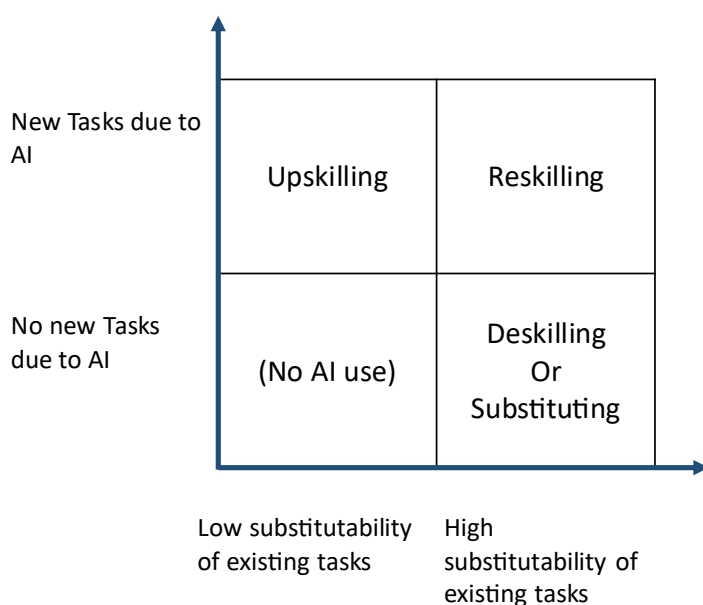 New Tasks due to
AI
Upskilling
Reskilling
No new Tasks
due to AI
(No AI use)
Deskilling
Or
Substituting
Low substitutability
of existing tasks
High
substitutability of
existing tasks